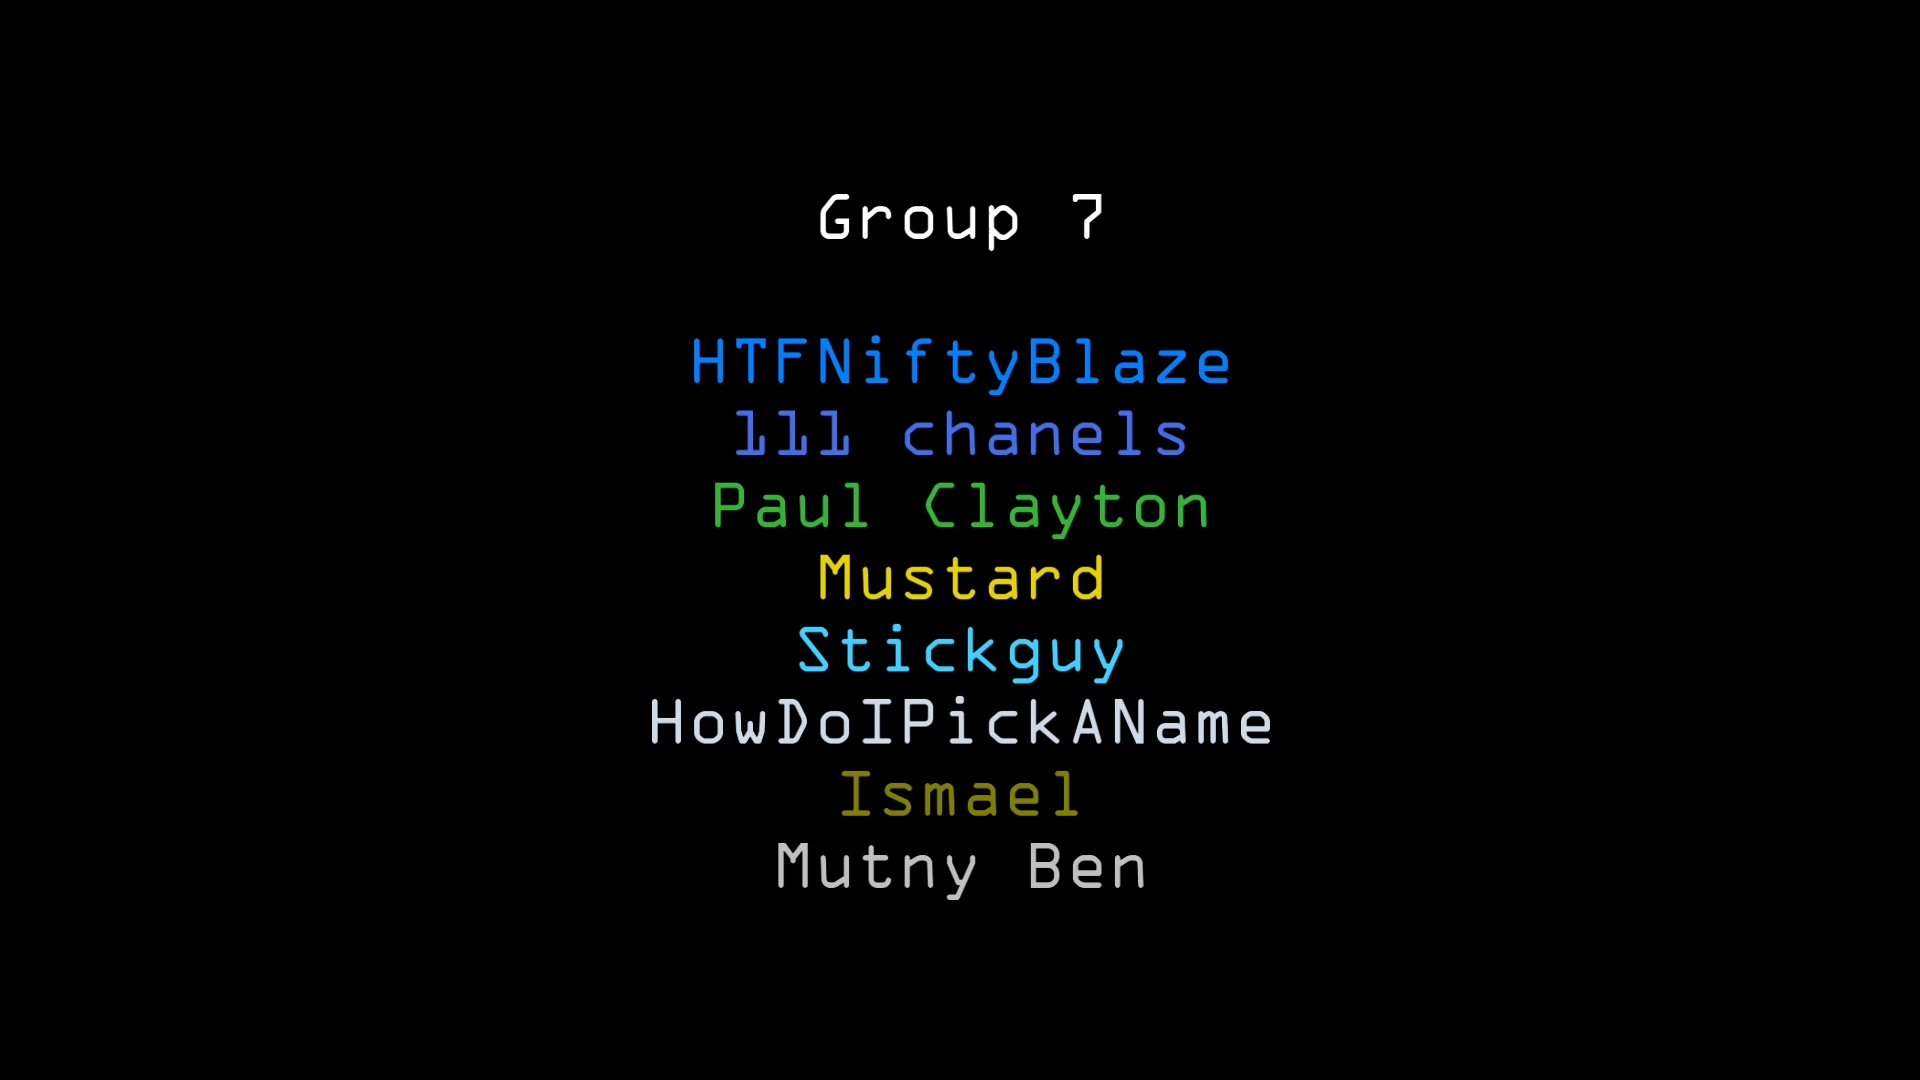 Group 7
HTFNiftyBlaze
111 chanels
Paul Clayton
Mustard
Stickguy
HowDoIPickAName
Ismael
Mutny Ben